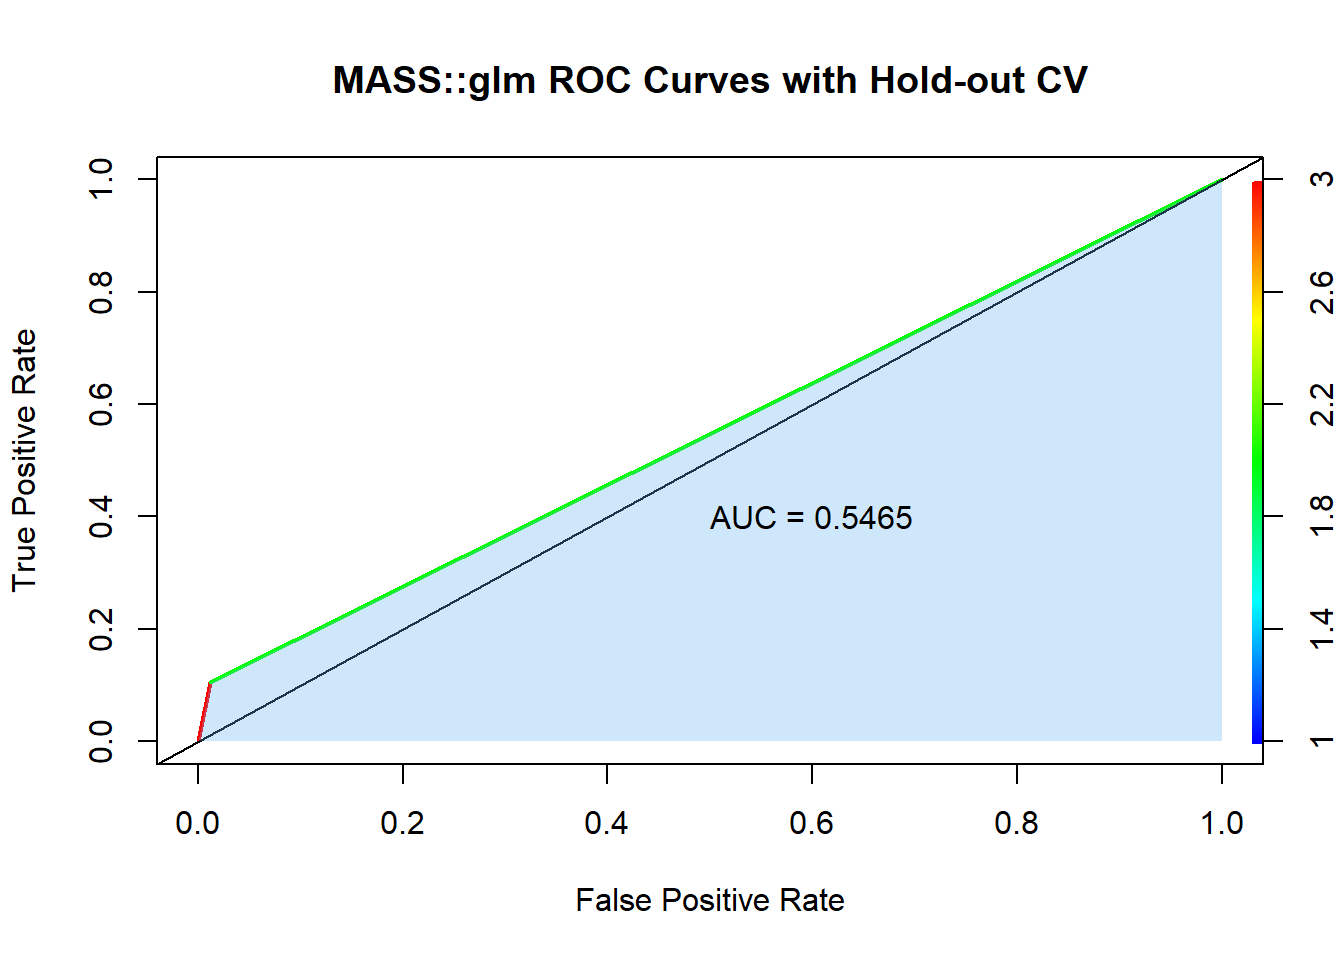 MASS::glm ROC Curves with Hold-out CV
True Positive Rate
1.0
0.8
0.6
0.4
0.2
0.0
AUC = 0.5465
3
2.6
2.2
1.8
1.4
1
0.0 0.2 0.4 0.6 0.8 1.0
False Positive Rate